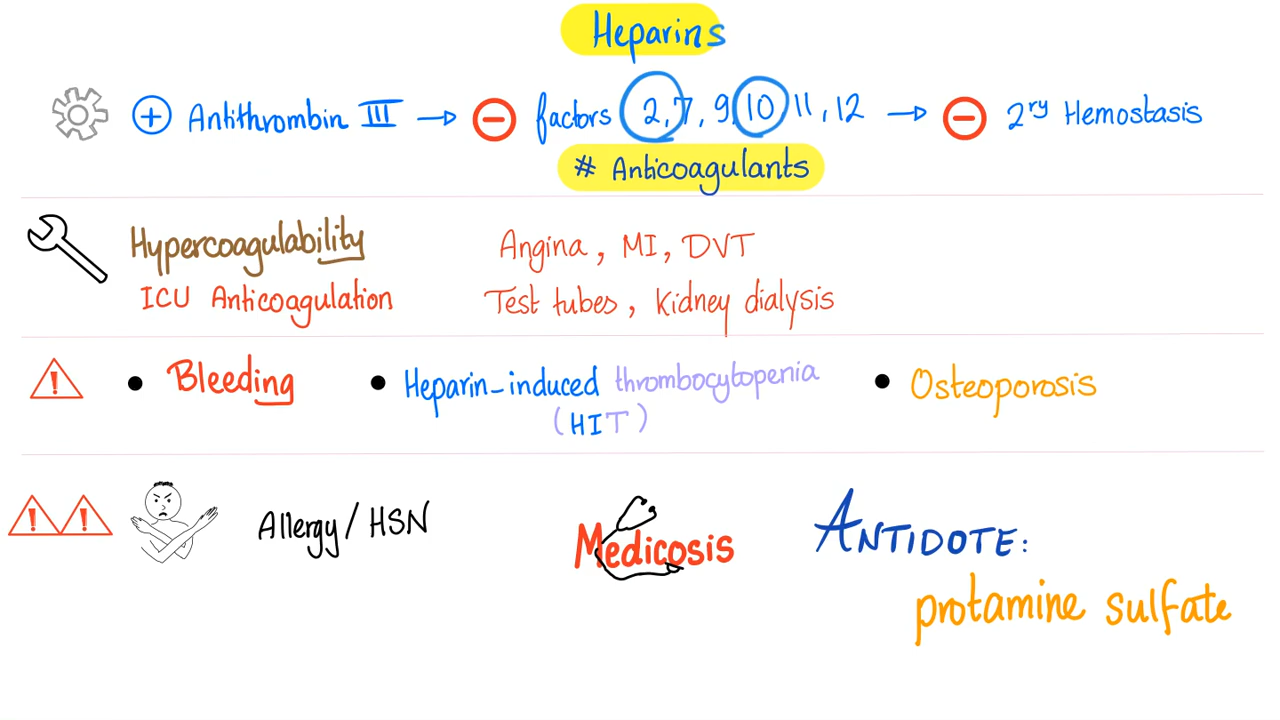 Heparins
+ Antithrombin III → − factors 2, 7, 9, 10 11, 12 → − 2ry Hemostasis
# Anticoagulants
Hypercoagulability
Angina, MI, DVT
ICU Anticoagulation
Test tubes, Kidney dialysis
! • Bleeding • Heparin-induced thrombocytopenia • Osteoporosis
(HIT)
! ! Allergy/HSN
Medicosis
ANTIDOTE:
protamine sulfate